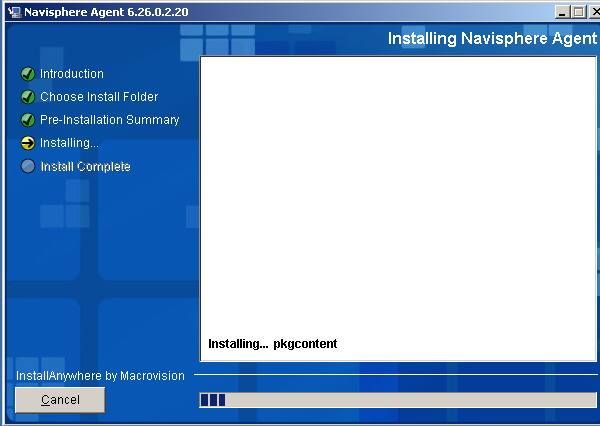 Navisphere Agent 6.26.0.2.20
Installing Navisphere Agent
Introduction
Choose Install Folder
Pre-Installation Summary
Installing...
Install Complete
Installing... pkgcontent
InstallAnywhere by Macrovision
Cancel